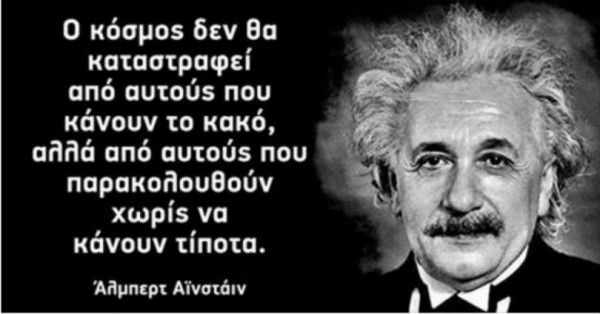 Ο κόσμος δεν θα
καταστραφεί
από αυτούς που
κάνουν το κακό,
αλλά από αυτούς που
παρακολουθούν
χωρίς να
κάνουν τίποτα.
Άλμπερτ Αϊνστάιν